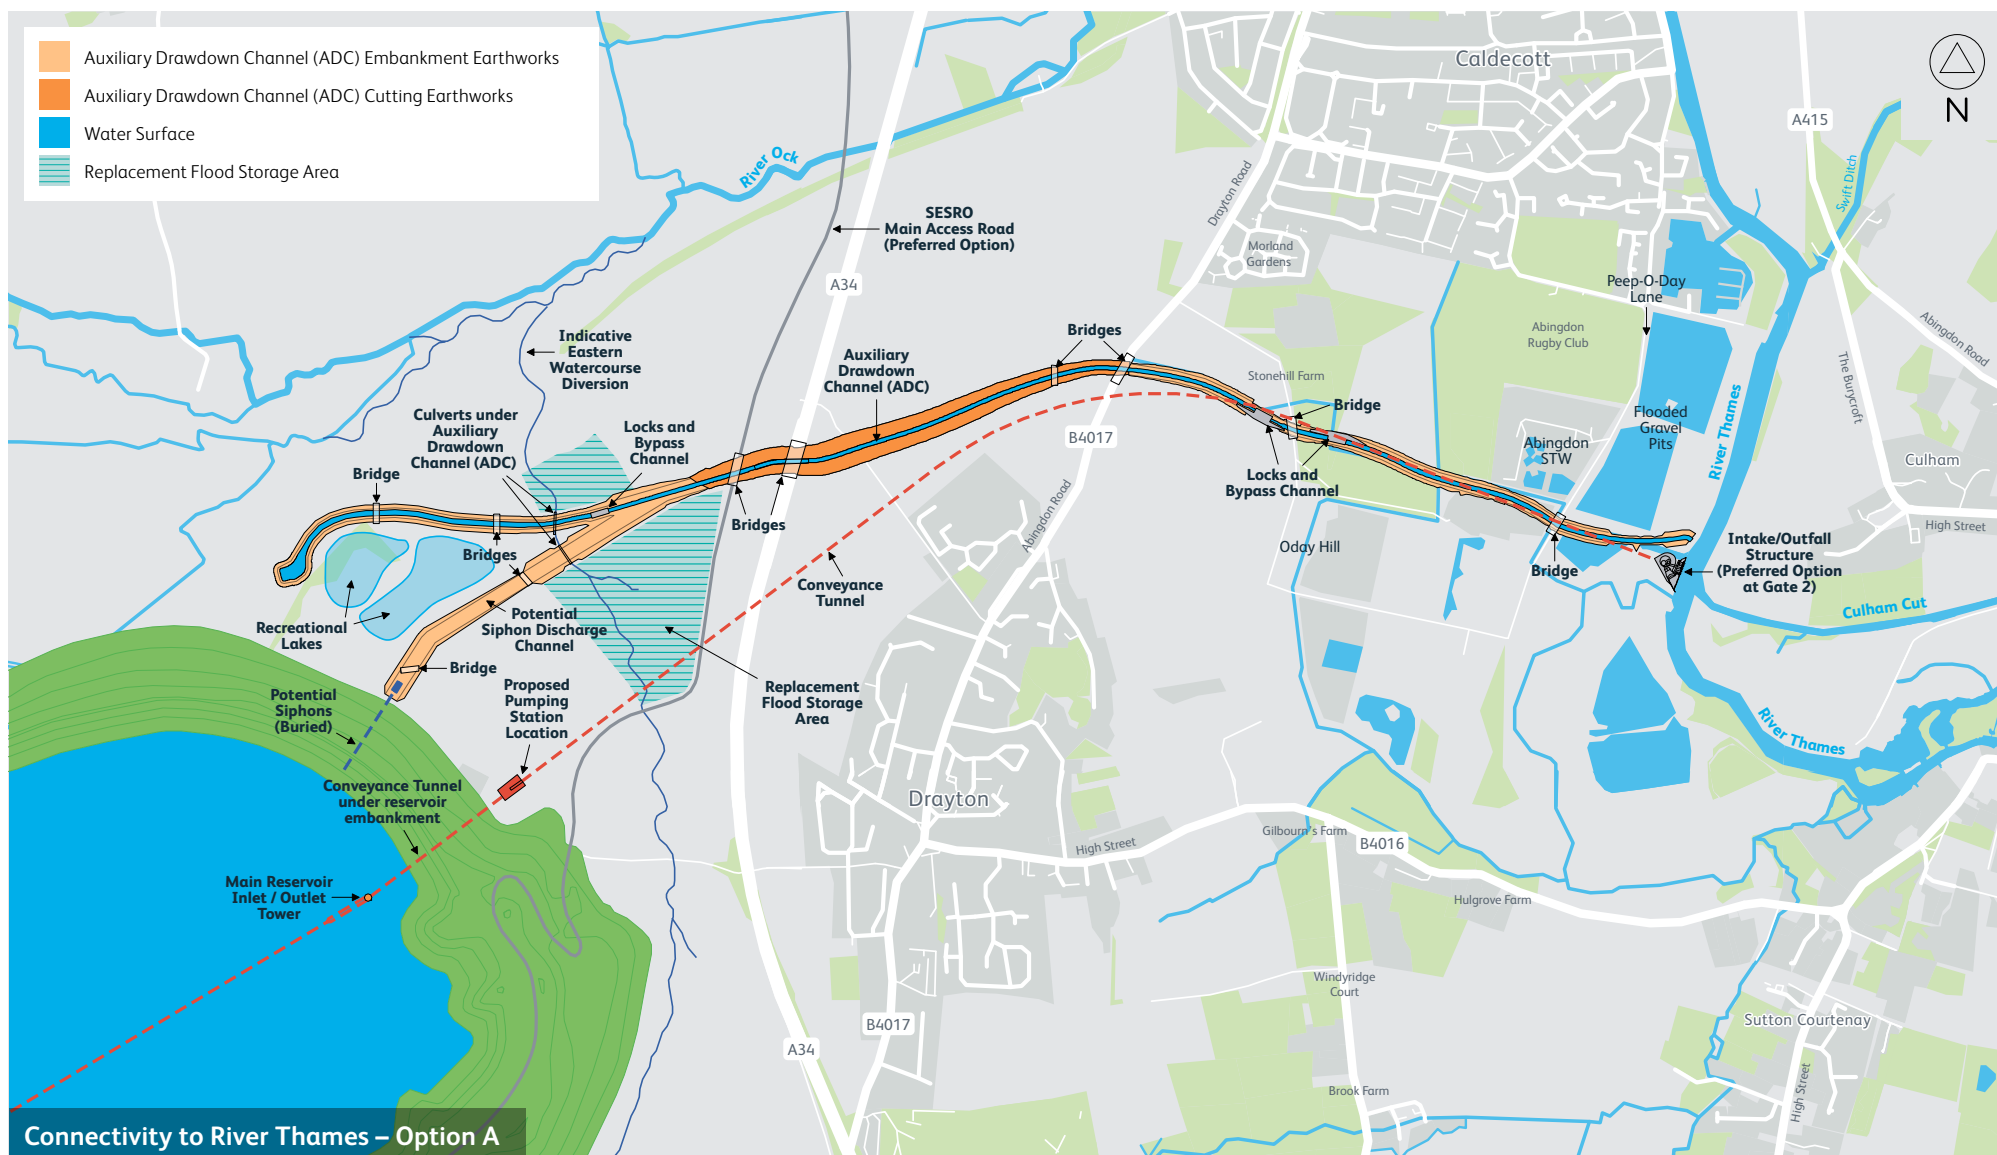 Auxiliary Drawdown Channel (ADC) Embankment Earthworks
Auxiliary Drawdown Channel (ADC) Cutting Earthworks
Water Surface
Replacement Flood Storage Area
Caldecott
N
A415
River Ock
Swift Ditch
Drayton Road
SESRO
Main Access Road
(Preferred Option)
Morland
Gardens
A34
Peep-O-Day
Lane
Abingdon Road
Indicative
Eastern
Watercourse
Diversion
Bridges
Abingdon
Rugby Club
Auxiliary
Drawdown
Channel (ADC)
Stonehill Farm
The Burycroft
Culverts under
Auxiliary
Drawdown
Channel (ADC)
Locks and
Bypass
Channel
Bridge
Flooded
Gravel
Pits
River Thames
B4017
Abingdon
STW
Culham
Bridge
Locks and
Bypass Channel
Bridges
High Street
Abingdon Road
Bridges
Oday Hill
Bridge
Intake/Outfall
Structure
(Preferred Option
at Gate 2)
Conveyance
Tunnel
Culham Cut
Recreational
Lakes
Potential
Siphon Discharge
Channel
Bridge
Potential
Siphons
(Buried)
Proposed
Pumping
Station
Location
Replacement
Flood Storage
Area
River Thames
Conveyance Tunnel
under reservoir
embankment
Drayton
High Street
Gilbourn's Farm
B4016
Main Reservoir
Inlet / Outlet
Tower
Hulgrove Farm
Windyridge
Court
B4017
Sutton Courtenay
A34
Brook Farm
High Street
Connectivity to River Thames – Option A